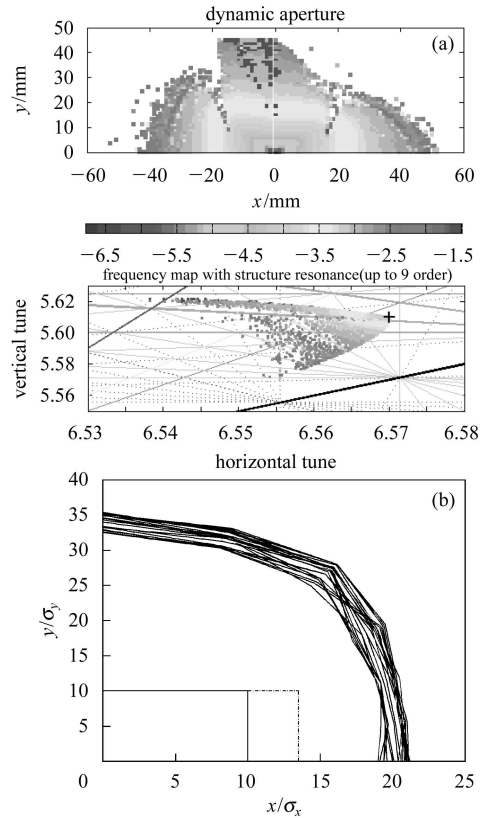 dynamic aperture
(a)
50
40
30
20
10
0
y/mm
−60 −40 −20 0 20 40 60
x/mm
−6.5 −5.5 −4.5 −3.5 −2.5 −1.5
frequency map with structure resonance(up to 9 order)
5.62
5.60
5.58
5.56
vertical tune
6.53 6.54 6.55 6.56 6.57 6.58
horizontal tune
(b)
40
35
30
25
20
15
10
5
y/σy
0 5 10 15 20 25
x/σx